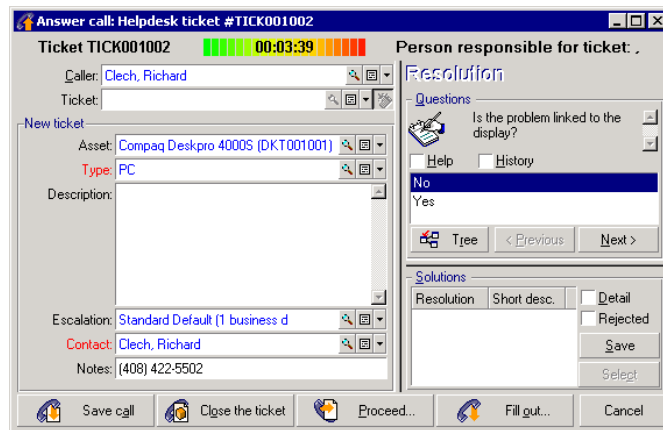 Answer call: Helpdesk ticket #TICK001002
Ticket TICK001002 00:03:39 Person responsible for ticket: ,
Caller: Clech, Richard
Ticket:
New ticket
Asset: Compaq Deskpro 4000S (DKT001001)
Type: PC
Description:
Escalation: Standard Default (1 business d
Contact: Clech, Richard
Notes: (408) 422-5502
Resolution
Questions
Is the problem linked to the
display?
Help History
No
Yes
Tree < Previous Next >
Solutions
Resolution Short desc. Detail
Rejected
Save
Select
Save call Close the ticket Proceed... Fill out... Cancel